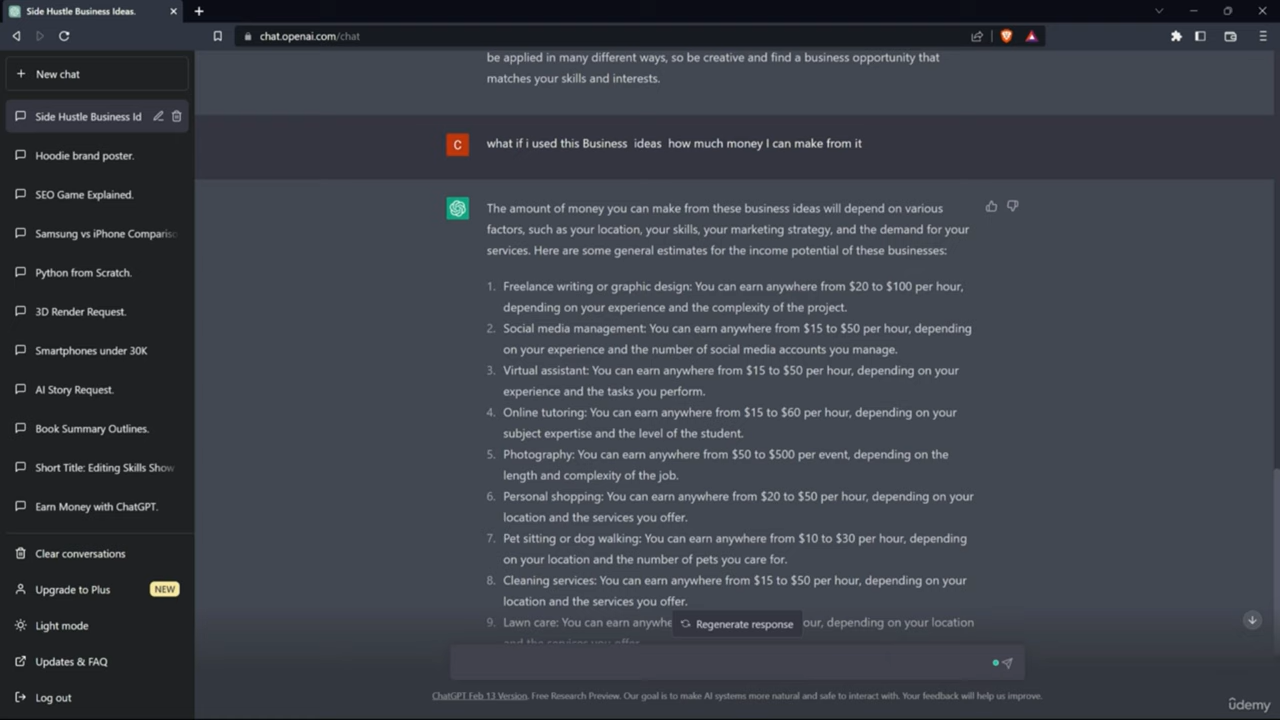 Side Hustle Business Ideas.
chat.openai.com/chat
New chat
Side Hustle Business Id
Hoodie brand poster.
SEO Game Explained.
Samsung vs iPhone Compariso
Python from Scratch.
3D Render Request.
Smartphones under 30K
AI Story Request.
Book Summary Outlines.
Short Title: Editing Skills Show
Earn Money with ChatGPT.
Clear conversations
Upgrade to Plus NEW
Light mode
Updates & FAQ
Log out
be applied in many different ways, so be creative and find a business opportunity that
matches your skills and interests.
C what if i used this Business ideas how much money I can make from it
The amount of money you can make from these business ideas will depend on various
factors, such as your location, your skills, your marketing strategy, and the demand for your
services. Here are some general estimates for the income potential of these businesses:
1. Freelance writing or graphic design: You can earn anywhere from $20 to $100 per hour,
depending on your experience and the complexity of the project.
2. Social media management: You can earn anywhere from $15 to $50 per hour, depending
on your experience and the number of social media accounts you manage.
3. Virtual assistant: You can earn anywhere from $15 to $50 per hour, depending on your
experience and the tasks you perform.
4. Online tutoring: You can earn anywhere from $15 to $60 per hour, depending on your
subject expertise and the level of the student.
5. Photography: You can earn anywhere from $50 to $500 per event, depending on the
length and complexity of the job.
6. Personal shopping: You can earn anywhere from $20 to $50 per hour, depending on your
location and the services you offer.
7. Pet sitting or dog walking: You can earn anywhere from $10 to $30 per hour, depending
on your location and the number of pets you care for.
8. Cleaning services: You can earn anywhere from $15 to $50 per hour, depending on your
location and the services you offer.
9. Lawn care: You can earn anywhe our, depending on your location
and the services you offer.
Regenerate response
ChatGPT Feb 13 Version. Free Research Preview. Our goal is to make AI systems more natural and safe to interact with. Your feedback will help us improve.
ûdemy